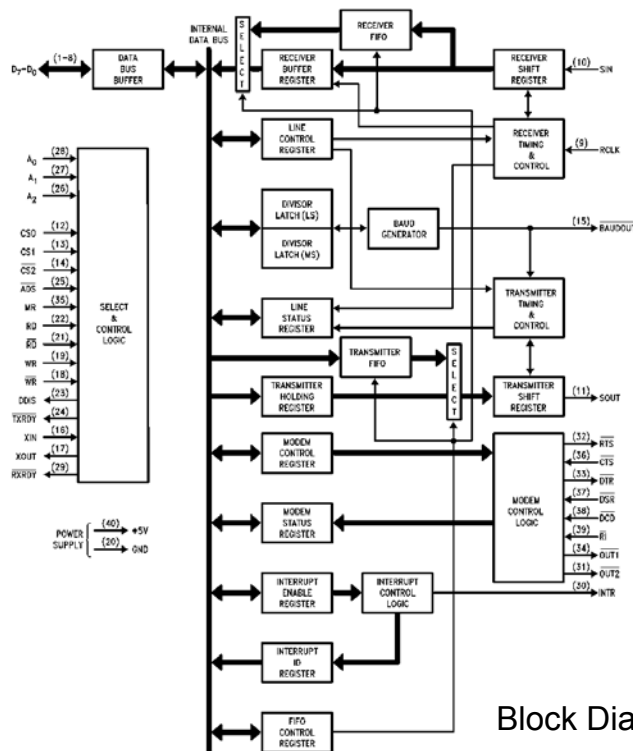 INTERNAL
DATA BUS
SELECT
RECEIVER
FIFO
D7-D0
(1-8)
DATA
BUS
BUFFER
RECEIVER
BUFFER
REGISTER
RECEIVER
SHIFT
REGISTER
(10)
SIN
LINE
CONTROL
REGISTER
RECEIVER
TIMING
&
CONTROL
(9)
RCLK
A0
(28)
A1
(27)
A2
(26)
CS0
(12)
CS1
(13)
CS2
(14)
ADS
(25)
MR
(35)
RD
(22)
RD
(21)
WR
(19)
WR
(18)
DDIS
(23)
TXRDY
(24)
XIN
(16)
XOUT
(17)
RXRDY
(29)
SELECT
&
CONTROL
LOGIC
DIVISOR
LATCH (LS)
DIVISOR
LATCH (MS)
BAUD
GENERATOR
(15)
BAUDOUT
LINE
STATUS
REGISTER
TRANSMITTER
TIMING
&
CONTROL
TRANSMITTER
FIFO
SELECT
TRANSMITTER
HOLDING
REGISTER
TRANSMITTER
SHIFT
REGISTER
(11)
SOUT
MODEM
CONTROL
REGISTER
MODEM
CONTROL
LOGIC
(32)
RTS
(36)
CTS
(33)
DTR
(37)
DSR
(38)
DCD
(39)
RI
(34)
OUT1
(31)
OUT2
MODEM
STATUS
REGISTER
POWER
SUPPLY
(40)
+5V
(20)
GND
INTERRUPT
ENABLE
REGISTER
INTERRUPT
CONTROL
LOGIC
(30)
INTR
INTERRUPT
ID
REGISTER
FIFO
CONTROL
REGISTER
Block Dia